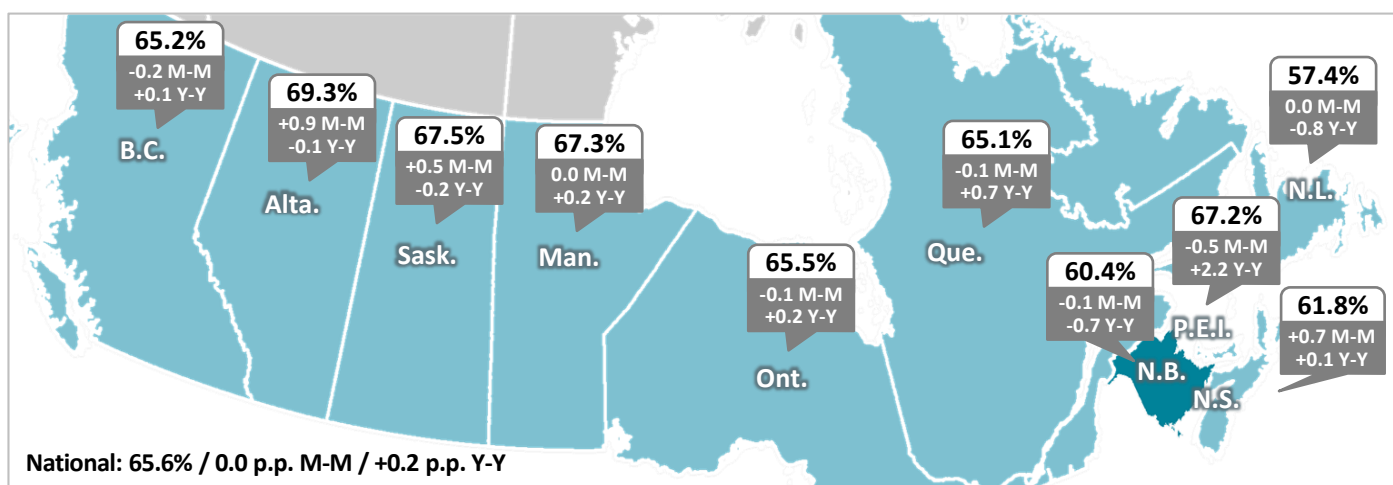 65.2%
-0.2 M-M
+0.1 Y-Y
B.C.
69.3%
+0.9 M-M
-0.1 Y-Y
Alta.
67.5%
+0.5 M-M
-0.2 Y-Y
Sask.
67.3%
0.0 M-M
+0.2 Y-Y
Man.
65.5%
-0.1 M-M
+0.2 Y-Y
Ont.
65.1%
-0.1 M-M
+0.7 Y-Y
Que.
57.4%
0.0 M-M
-0.8 Y-Y
N.L.
67.2%
-0.5 M-M
+2.2 Y-Y
P.E.I.
60.4%
-0.1 M-M
-0.7 Y-Y
N.B.
61.8%
+0.7 M-M
+0.1 Y-Y
N.S.
National: 65.6% / 0.0 p.p. M-M / +0.2 p.p. Y-Y